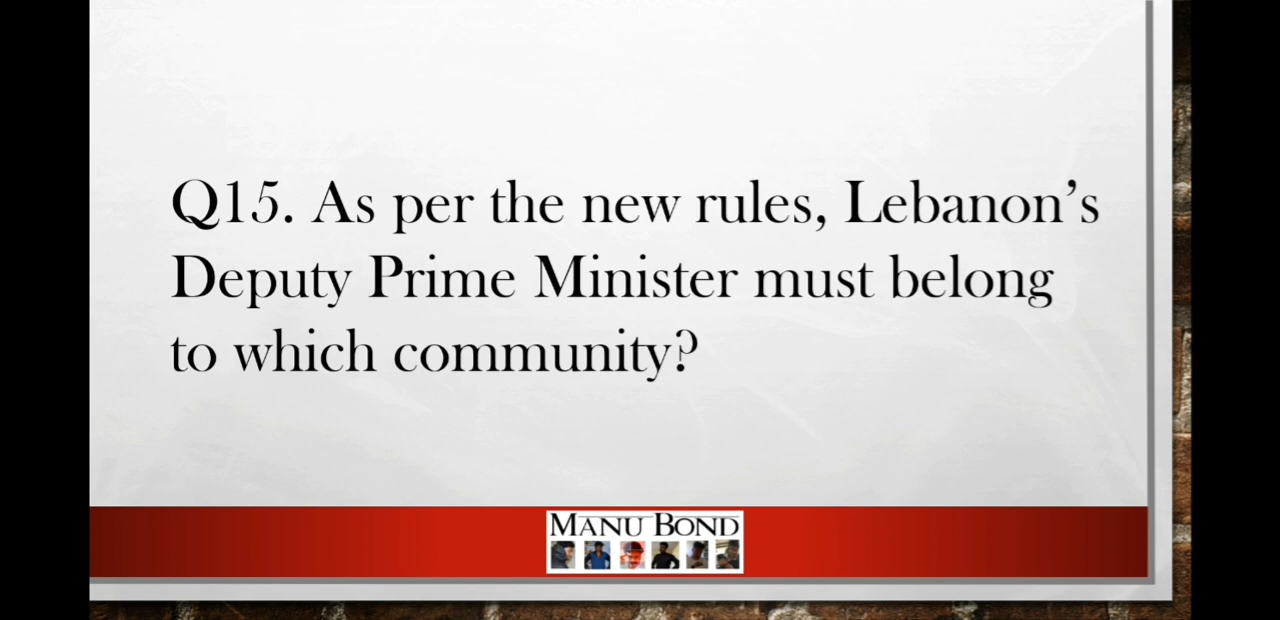 Q15. As per the new rules, Lebanon’s
Deputy Prime Minister must belong
to which community?
MANU BOND